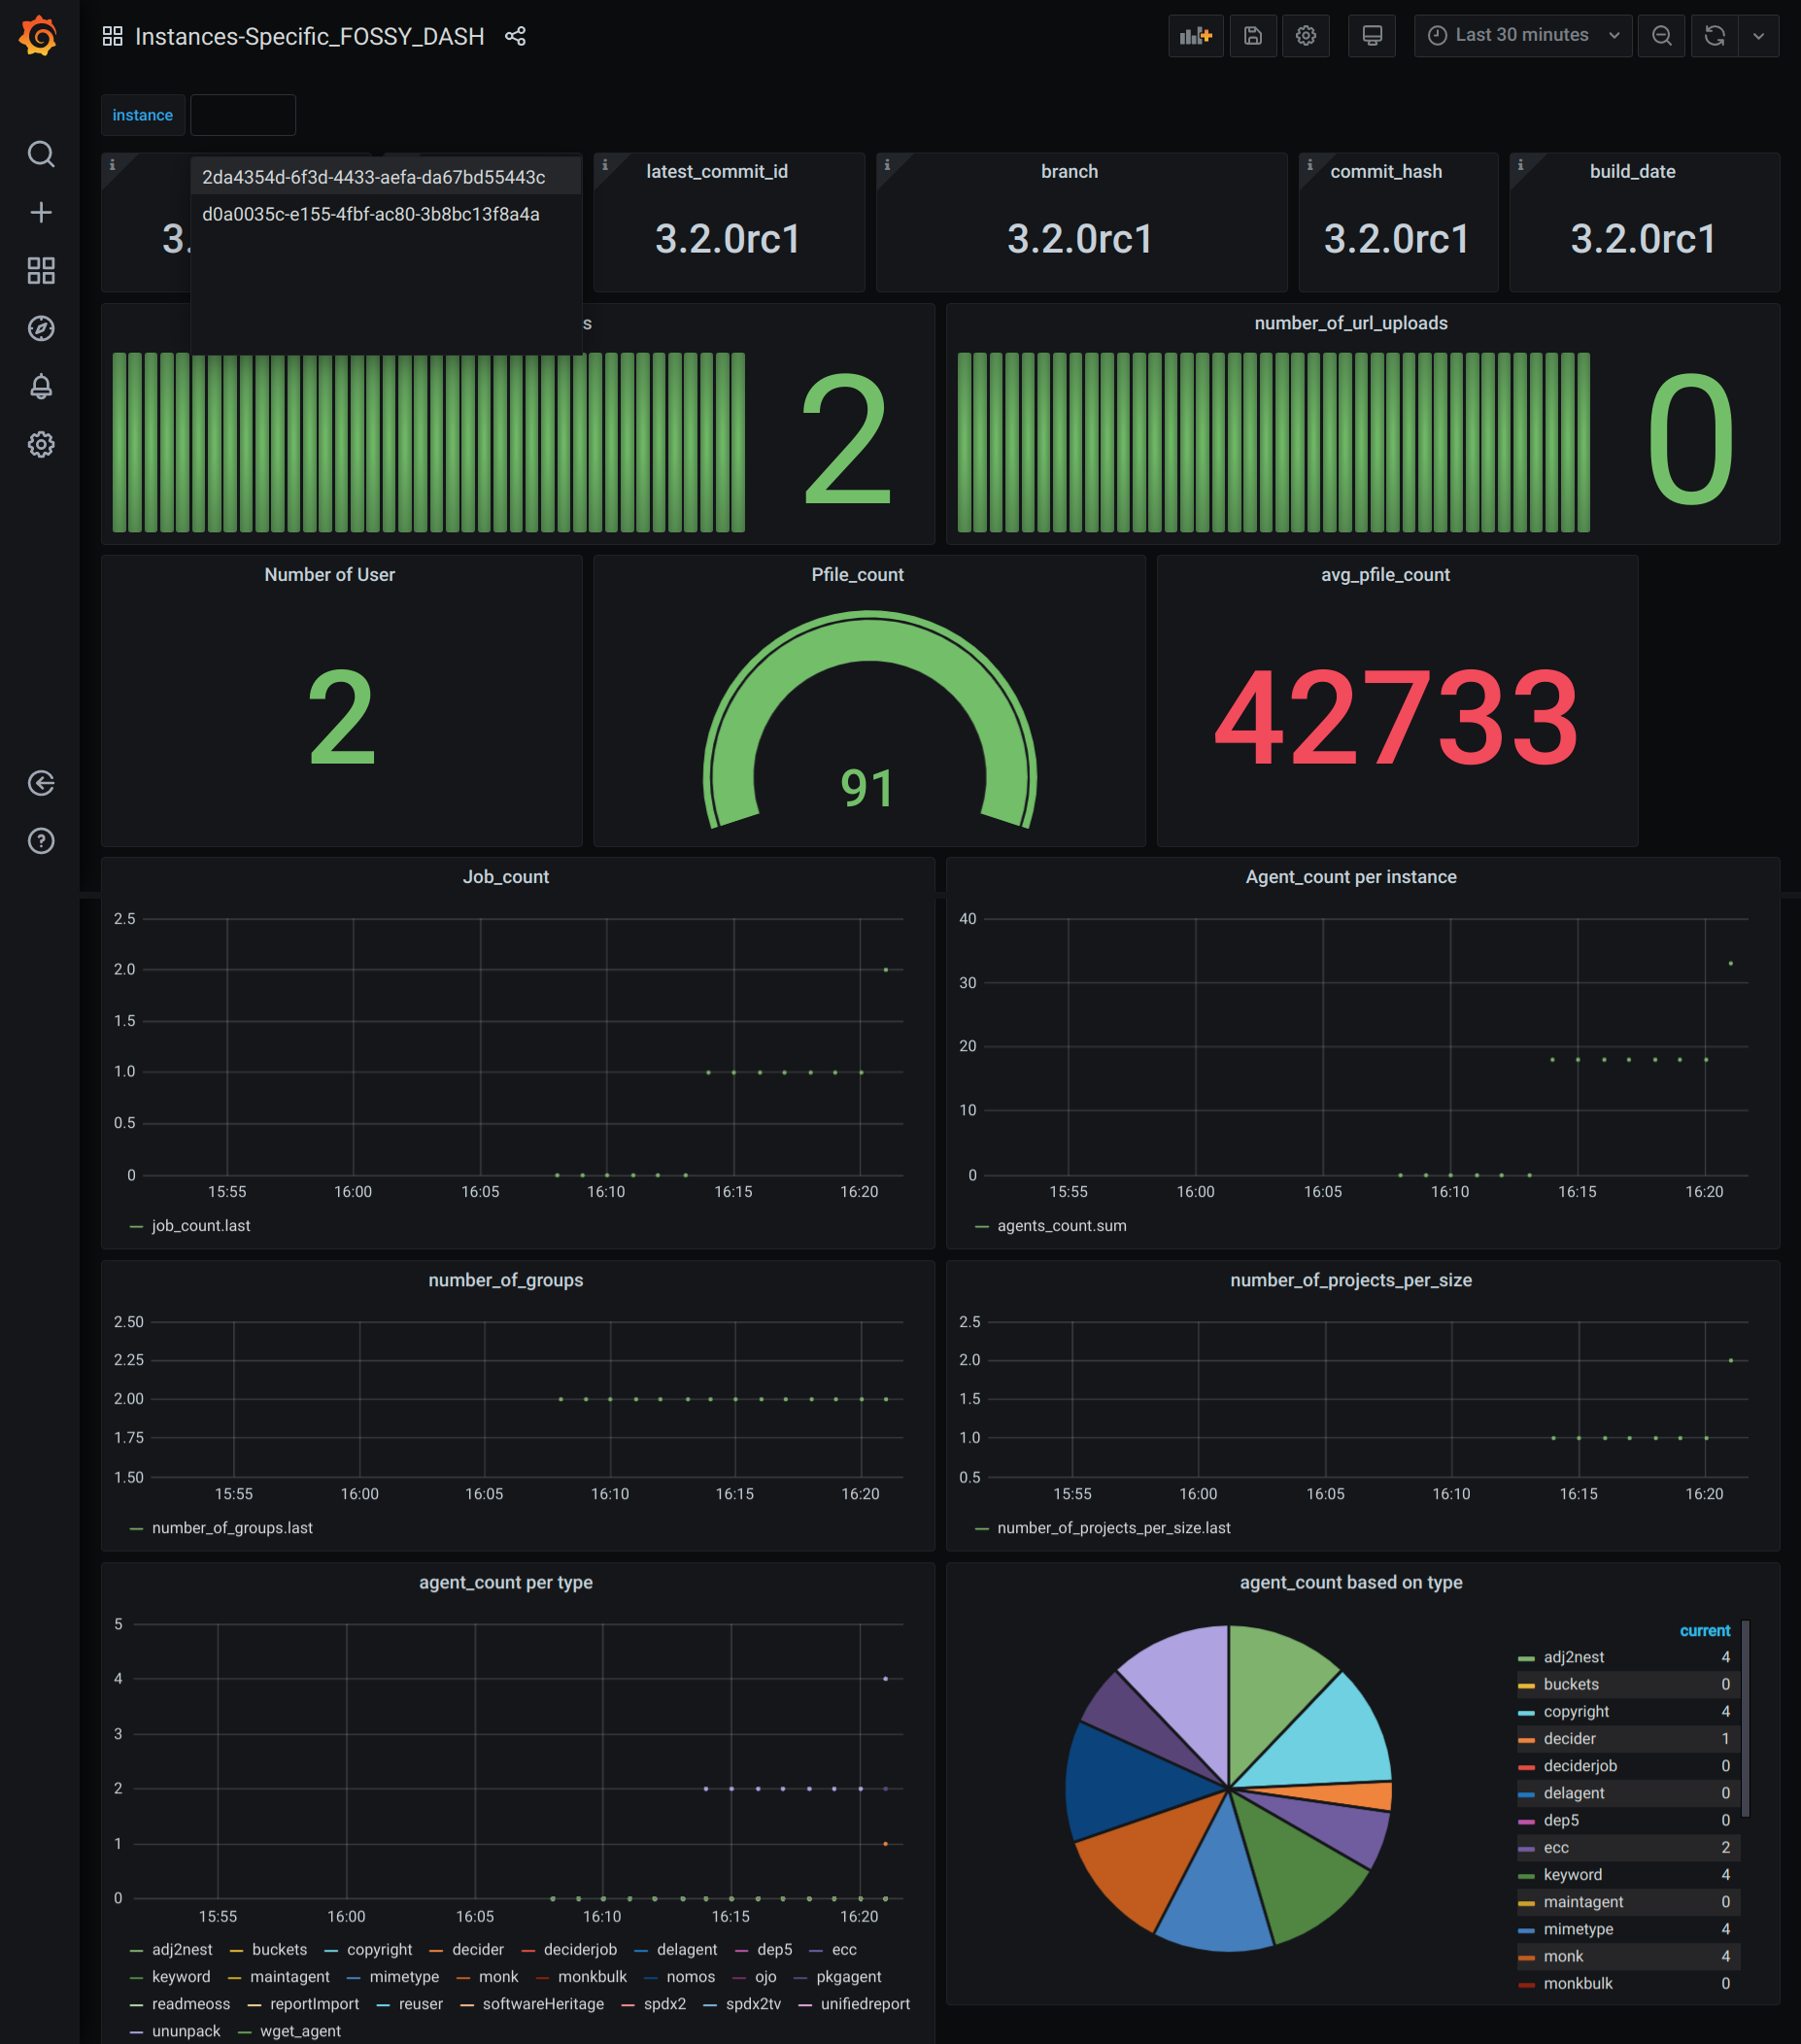 Instances-Specific_FOSSY_DASH
Last 30 minutes
instance
2da4354d-6f3d-4433-aefa-da67bd55443c
d0a0035c-e155-4fbf-ac80-3b8bc13f8a4a
3.
latest_commit_id
3.2.0rc1
branch
3.2.0rc1
commit_hash
3.2.0rc1
build_date
3.2.0rc1
s
2
number_of_url_uploads
0
Number of User
2
Pfile_count
91
avg_pfile_count
42733
Job_count
2.5
2.0
1.5
1.0
0.5
0
15:55 16:00 16:05 16:10 16:15 16:20
job_count.last
Agent_count per instance
40
30
20
10
0
15:55 16:00 16:05 16:10 16:15 16:20
agents_count.sum
number_of_groups
2.50
2.25
2.00
1.75
1.50
15:55 16:00 16:05 16:10 16:15 16:20
number_of_groups.last
number_of_projects_per_size
2.5
2.0
1.5
1.0
0.5
15:55 16:00 16:05 16:10 16:15 16:20
number_of_projects_per_size.last
agent_count per type
5
4
3
2
1
0
15:55 16:00 16:05 16:10 16:15 16:20
adj2nest buckets copyright decider deciderjob delagent dep5 ecc
keyword maintagent mimetype monk monkbulk nomos ojo pkgagent
readmeoss reportImport reuser softwareHeritage spdx2 spdx2tv unifiedreport
ununpack wget_agent
agent_count based on type
current
adj2nest 4
buckets 0
copyright 4
decider 1
deciderjob 0
delagent 0
dep5 0
ecc 2
keyword 4
maintagent 0
mimetype 4
monk 4
monkbulk 0